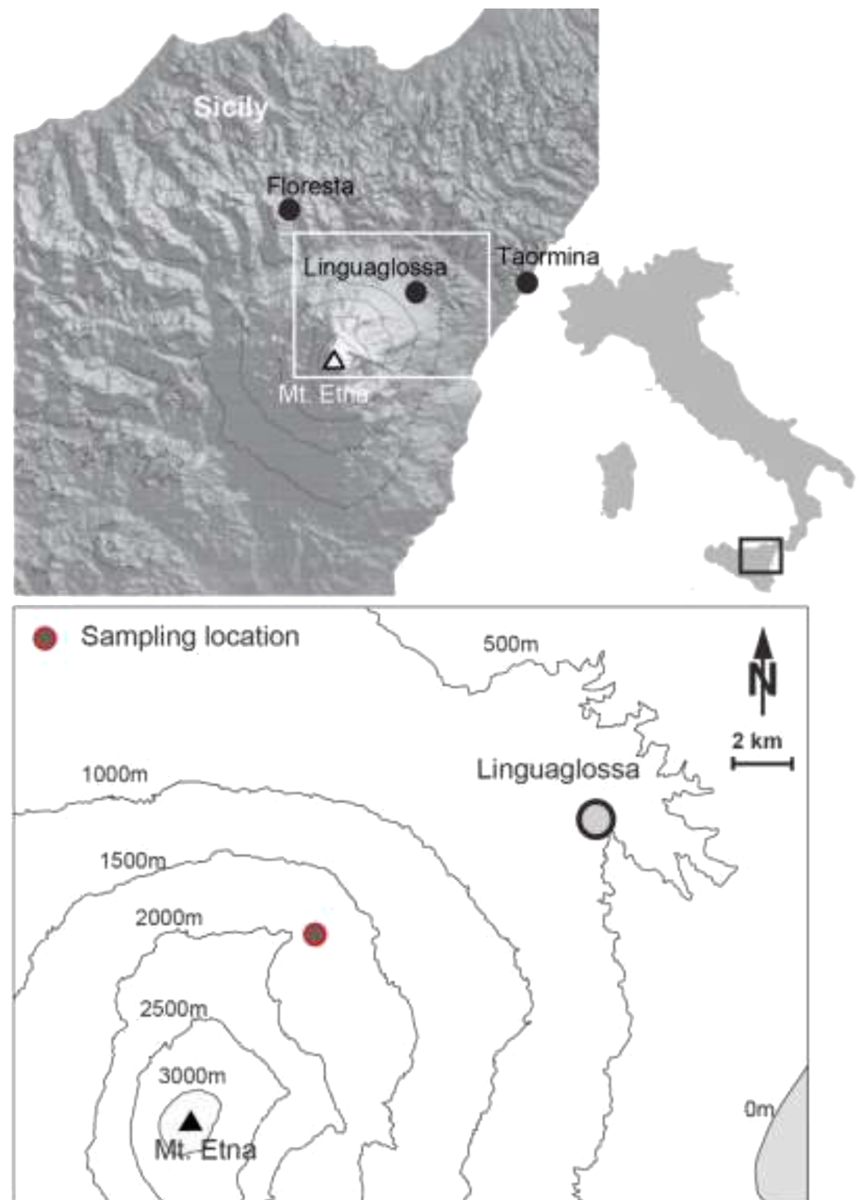 Sicily
Floresta
Linguaglossa
Taormina
Mt. Etna
Sampling location
500m
N
2 km
Linguaglossa
1000m
1500m
2000m
2500m
3000m
Mt. Etna
0m